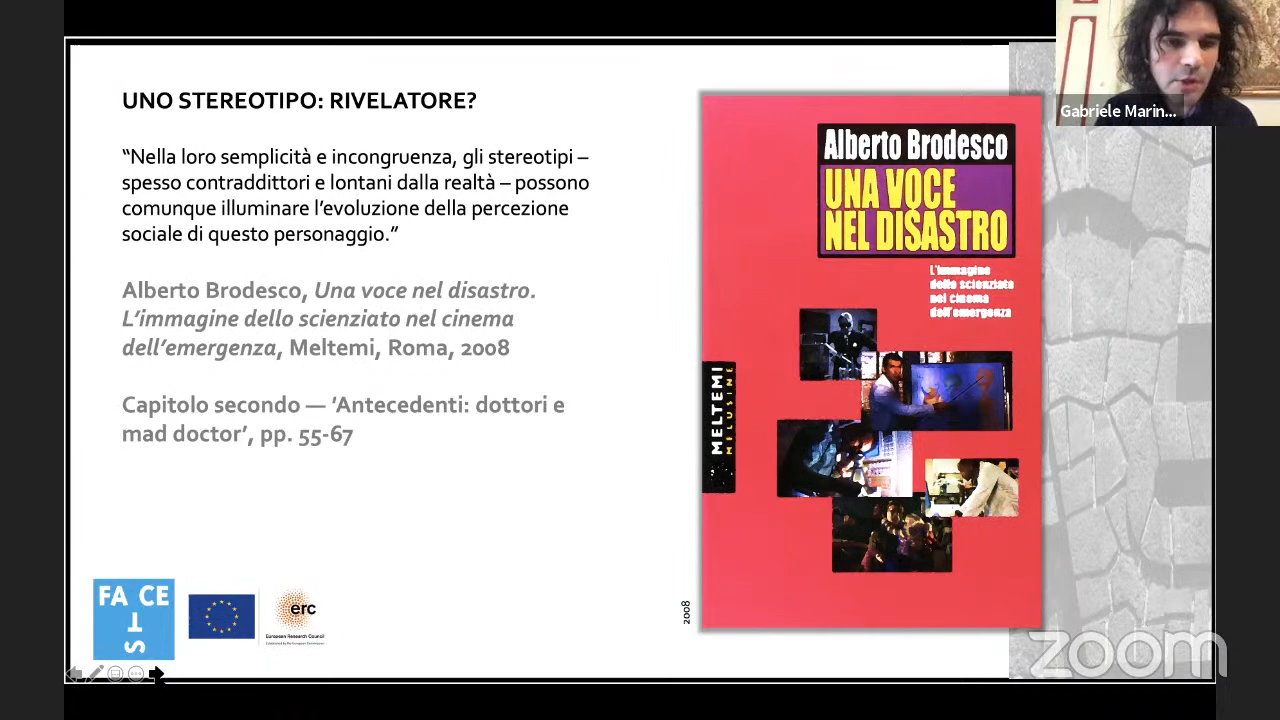 UNO STEREOTIPO: RIVELATORE?
“Nella loro semplicità e incongruenza, gli stereotipi –
spesso contraddittori e lontani dalla realtà – possono
comunque illuminare l’evoluzione della percezione
sociale di questo personaggio.”
Alberto Brodesco, Una voce nel disastro.
L’immagine dello scienziato nel cinema
dell’emergenza, Meltemi, Roma, 2008
Capitolo secondo — ‘Antecedenti: dottori e
mad doctor’, pp. 55-67
FA CE
T
S
erc
European Research Council
Alberto Brodesco
UNA VOCE
NEL DISASTRO
L'immagine
dello scienziato
nel cinema
dell'emergenza
MELTEMI
MELUSINE
2008
Gabriele Marin...
zoom